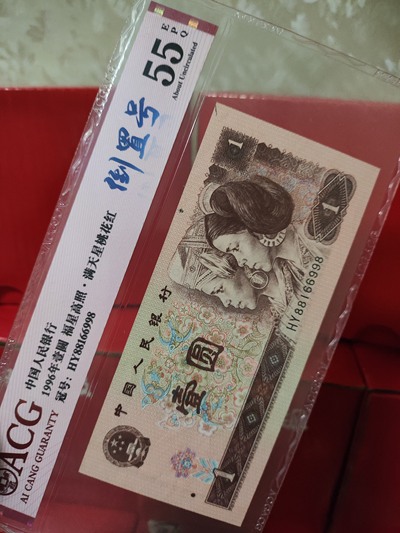 ACG
AI CANG GUARANTY
中国人民银行
1996年壹圆 福星高照·满天星桃花红
冠号: HY88166998
倒置号
55
EPQ
About Uncirculated
1
1
HY88166998
中国人民银行
壹圆
1